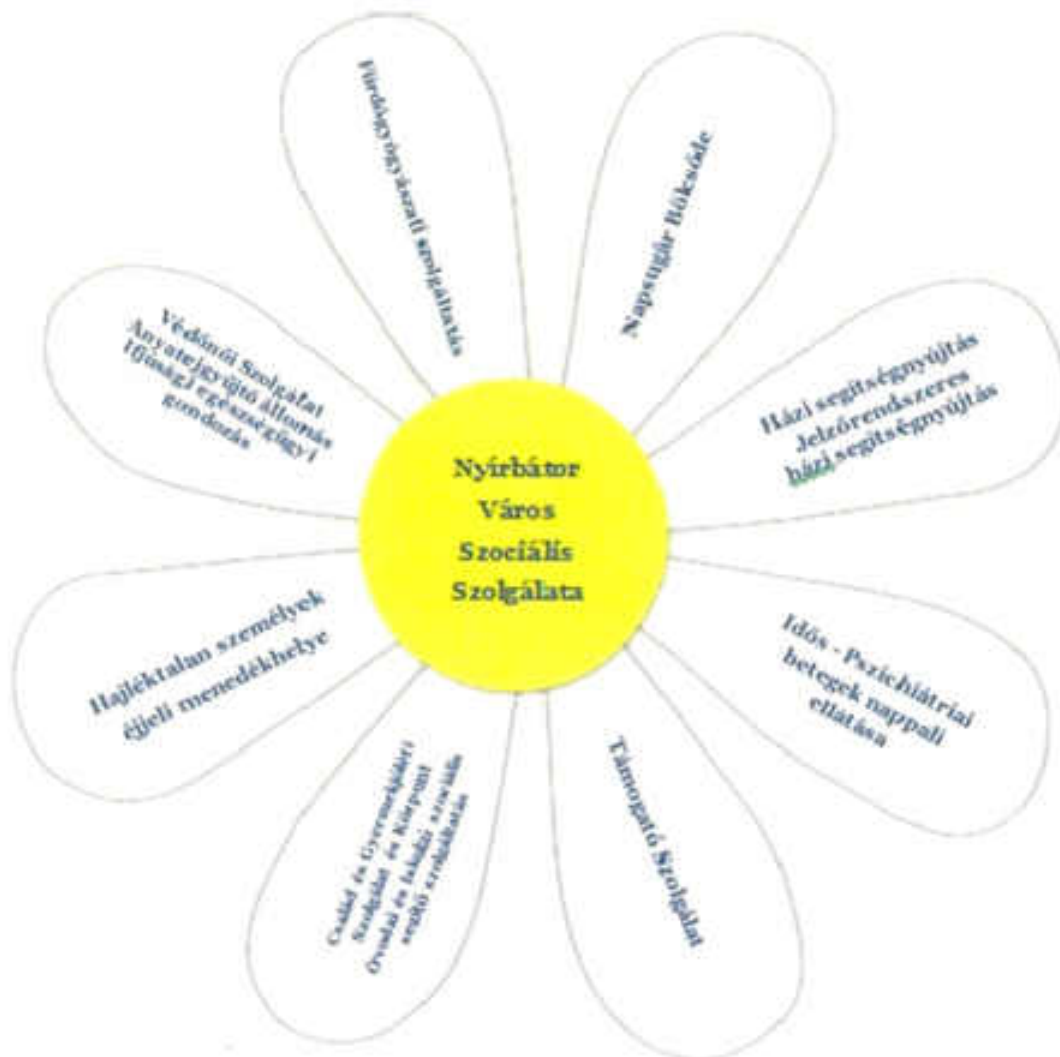 Nyírbátor
Város
Szociális
Szolgálata
Fürdőgyógyászati szolgáltatás
Napsugár Bölcsőde
Házi segítségnyújtás
Jelzőrendszeres
házi segítségnyújtás
Idős - Pszichiátriai
betegek nappali
ellátása
Támogató Szolgálat
Család és Gyermekjóléti
Szolgálat és Központ
Óvodai és iskolai szociális
segítő szolgáltatás
Hajléktalan személyek
éjjeli menedékhelye
Védőnői Szolgálat
Anyatejgyűjtő állomás
Ifjúsági egészségügyi
gondozás